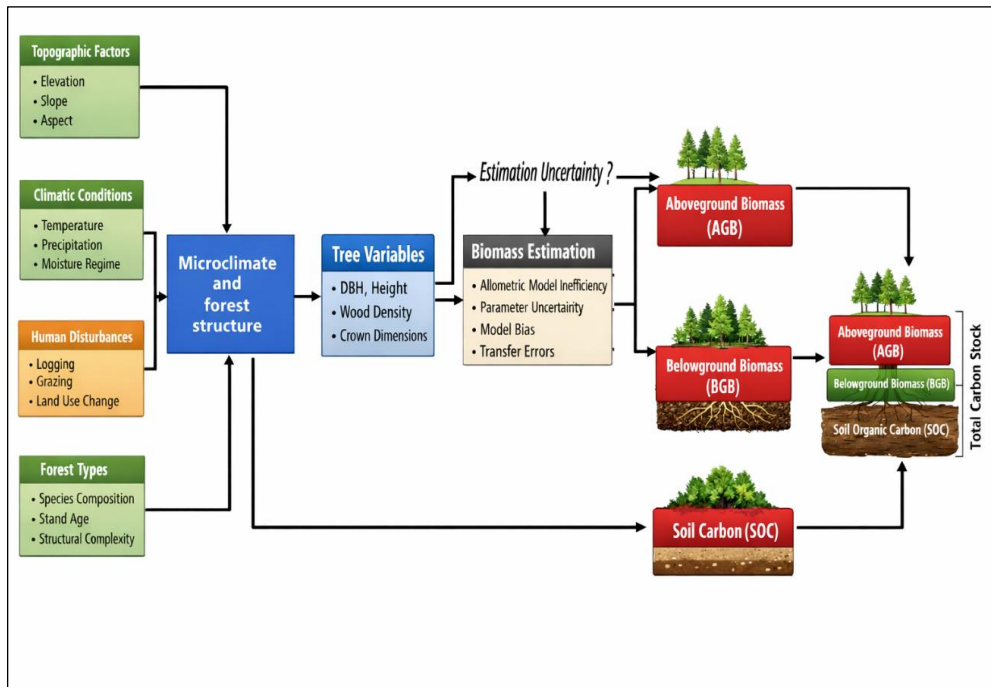 Topographic Factors
• Elevation
• Slope
• Aspect
Climatic Conditions
• Temperature
• Precipitation
• Moisture Regime
Human Disturbances
• Logging
• Grazing
• Land Use Change
Forest Types
• Species Composition
• Stand Age
• Structural Complexity
Microclimate
and
forest
structure
Tree Variables
• DBH, Height
• Wood Density
• Crown Dimensions
Estimation Uncertainty ?
Biomass Estimation
• Allometric Model Inefficiency
• Parameter Uncertainty
• Model Bias
• Transfer Errors
Aboveground Biomass
(AGB)
Belowground Biomass
(BGB)
Soil Carbon (SOC)
Aboveground Biomass
(AGB)
Belowground Biomass (BGB)
Soil Organic Carbon (SOC)
Total Carbon Stock